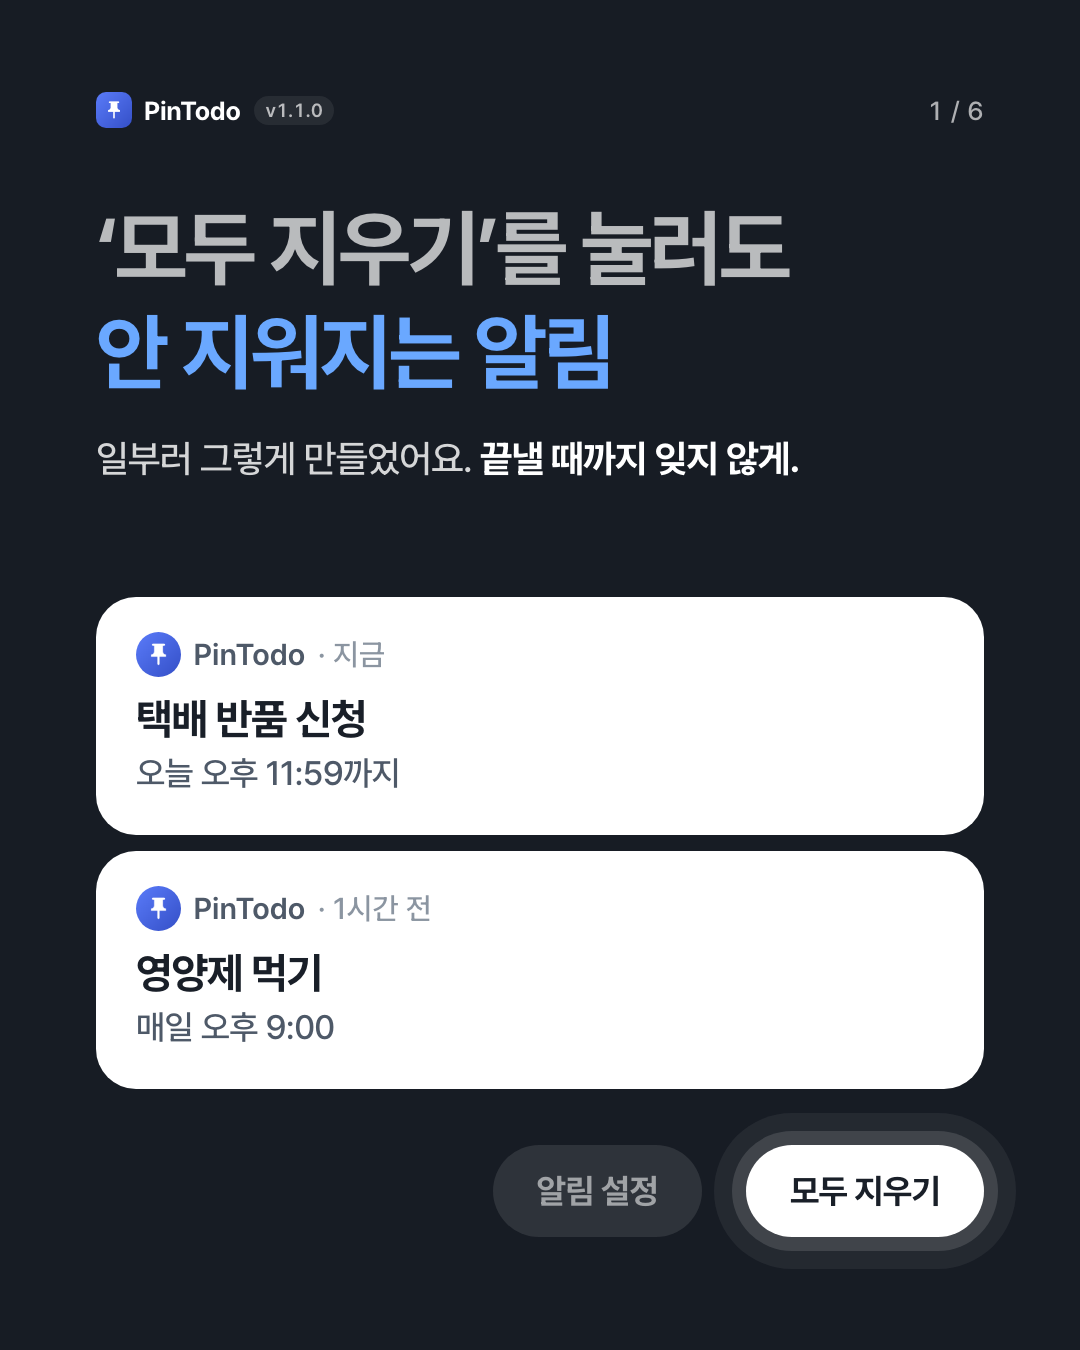 PinTodo v1.1.0 1 / 6
‘모두 지우기’를 눌러도
안 지워지는 알림
일부러 그렇게 만들었어요. 끝낼 때까지 잊지 않게.
PinTodo · 지금
택배 반품 신청
오늘 오후 11:59까지
PinTodo · 1시간 전
영양제 먹기
매일 오후 9:00
알림 설정 모두 지우기